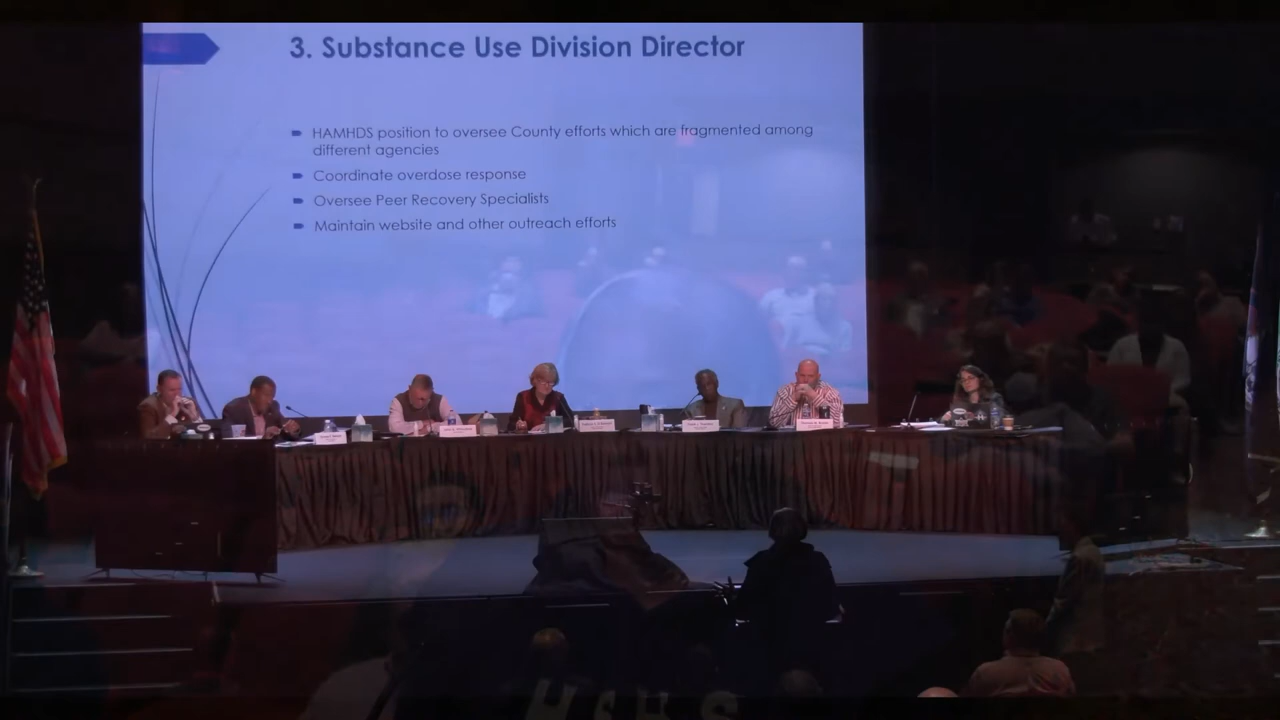 3. Substance Use Division Director
HAMHDS position to oversee County efforts which are fragmented among
different agencies
Coordinate overdose response
Oversee Peer Recovery Specialists
Maintain website and other outreach efforts